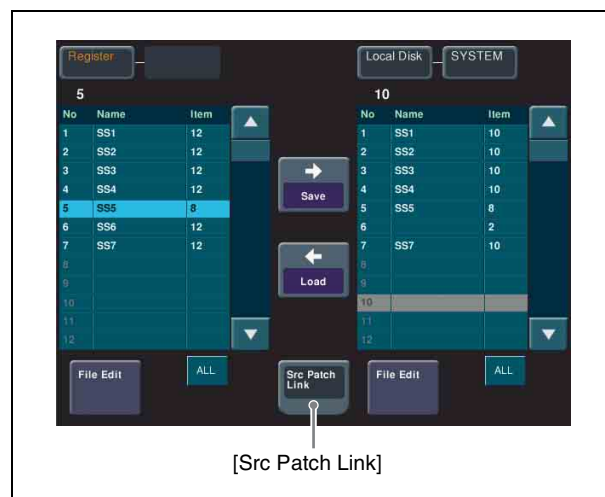 Register
5
No Name Item
1 SS1 12
2 SS2 12
3 SS3 12
4 SS4 12
5 SS5 8
6 SS6 12
7 SS7 12
8
9
10
11
12
File Edit
ALL
Save
Load
Src Patch
Link
Local Disk SYSTEM
10
No Name Item
1 SS1 10
2 SS2 10
3 SS3 10
4 SS4 10
5 SS5 8
6 2
7 SS7 10
8
9
10
11
12
File Edit
ALL
[Src Patch Link]